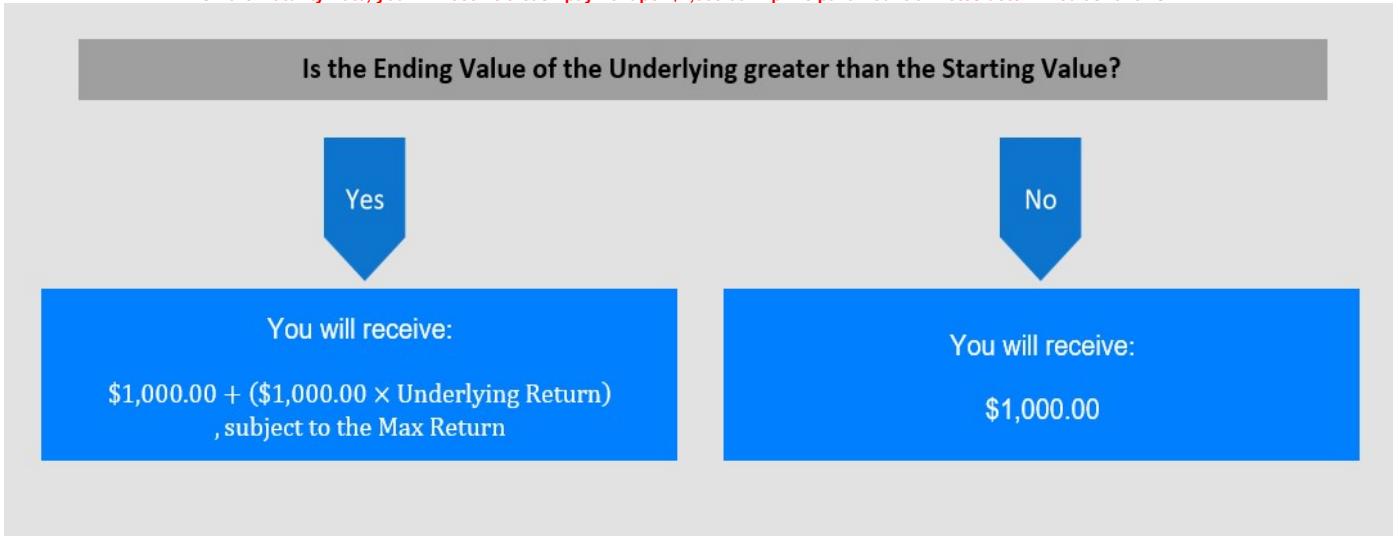 Is the Ending Value of the Underlying greater than the Starting Value?
Yes
No
You will receive:
$1,000.00 + ($1,000.00 × Underlying Return)
, subject to the Max Return
You will receive:
$1,000.00